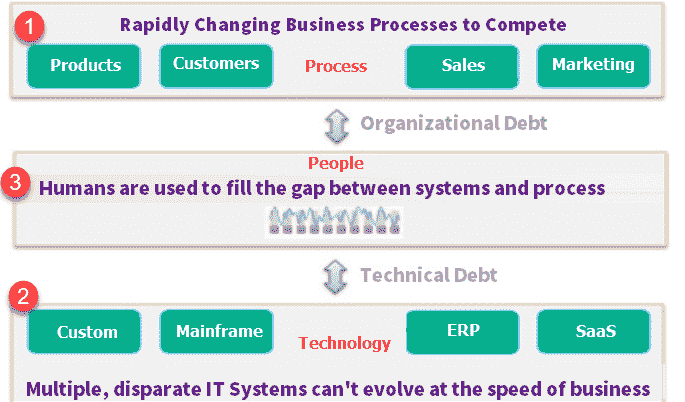 1
Rapidly Changing Business Processes to Compete
Products Customers Process Sales Marketing
Organizational Debt
People
3
Humans are used to fill the gap between systems and process
Technical Debt
2
Custom Mainframe Technology ERP SaaS
Multiple, disparate IT Systems can't evolve at the speed of business